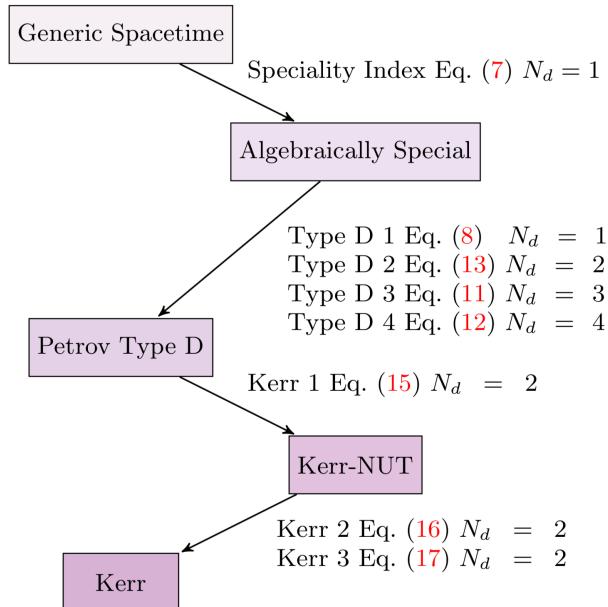 Generic Spacetime
Speciality Index Eq. (7) N_d = 1
Algebraically Special
Type D 1 Eq. (8) N_d = 1
Type D 2 Eq. (13) N_d = 2
Type D 3 Eq. (11) N_d = 3
Type D 4 Eq. (12) N_d = 4
Petrov Type D
Kerr 1 Eq. (15) N_d = 2
Kerr-NUT
Kerr 2 Eq. (16) N_d = 2
Kerr 3 Eq. (17) N_d = 2
Kerr